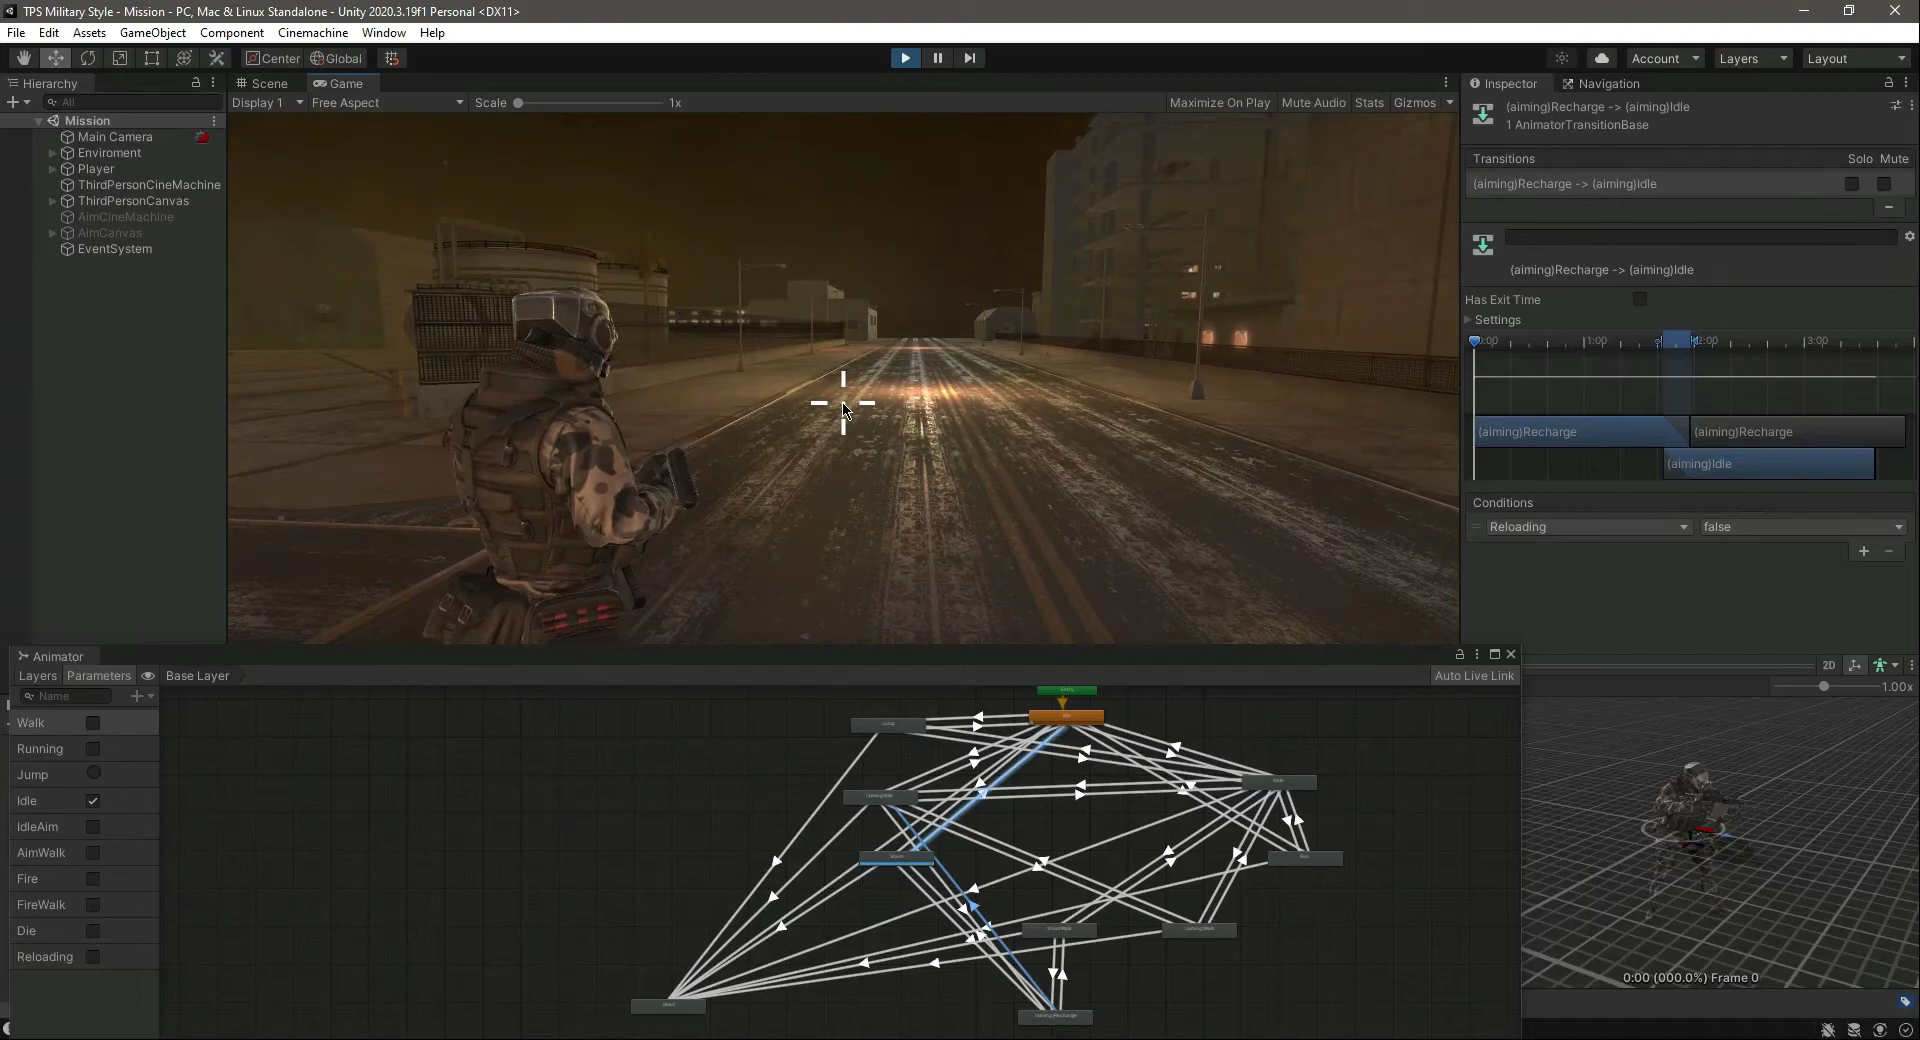 TPS Military Style - Mission - PC, Mac & Linux Standalone - Unity 2020.3.19f1 Personal <DX11>
File Edit Assets GameObject Component Cinemachine Window Help
Center Global Account Layers Layout
Hierarchy
All
Mission
Main Camera
Enviroment
Player
ThirdPersonCineMachine
ThirdPersonCanvas
AimCineMachine
AimCanvas
EventSystem
Scene Game
Display 1 Free Aspect Scale 1x Maximize On Play Mute Audio Stats Gizmos
Inspector Navigation
(aiming)Recharge -> (aiming)Idle
1 AnimatorTransitionBase
Transitions Solo Mute
(aiming)Recharge -> (aiming)Idle
(aiming)Recharge -> (aiming)Idle
Has Exit Time
Settings
:00 1:00 2:00 3:00
(aiming)Recharge (aiming)Recharge
(aiming)Idle
Conditions
Reloading false
Animator
Layers Parameters Base Layer Auto Live Link
Name
Walk
Running
Jump
Idle
IdleAim
AimWalk
Fire
FireWalk
Die
Reloading
Entry
Jump
2D
1.00x
0:00 (000.0%) Frame 0